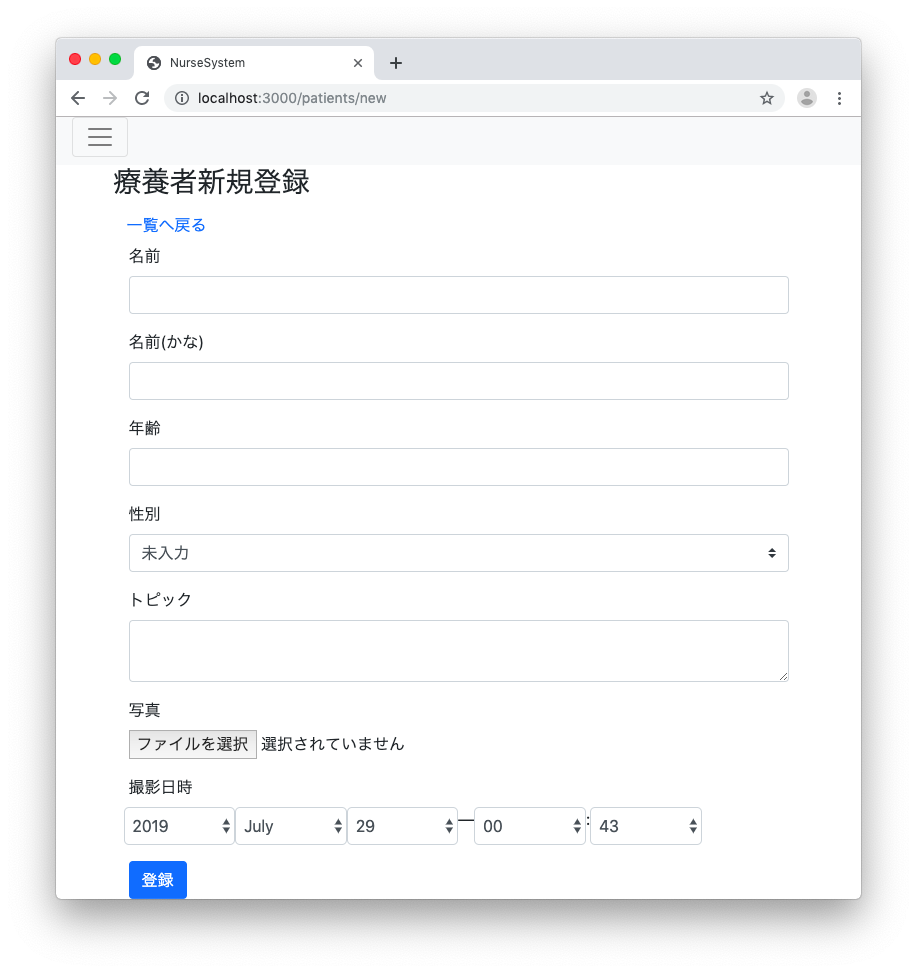 NurseSystem
localhost:3000/patients/new
療養者新規登録
一覧へ戻る
名前
名前(かな)
年齢
性別
未入力
トピック
写真
ファイルを選択 選択されていません
撮影日時
2019 July 29 — 00 : 43
登録